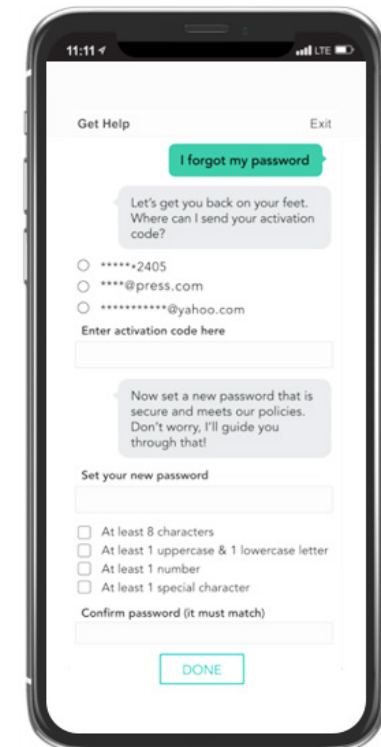 11:11 LTE
Get Help Exit
I forgot my password
Let's get you back on your feet.
Where can I send your activation
code?
******2405
****@press.com
***********@yahoo.com
Enter activation code here
Now set a new password that is
secure and meets our policies.
Don't worry, I'll guide you
through that!
Set your new password
At least 8 characters
At least 1 uppercase & 1 lowercase letter
At least 1 number
At least 1 special character
Confirm password (it must match)
DONE